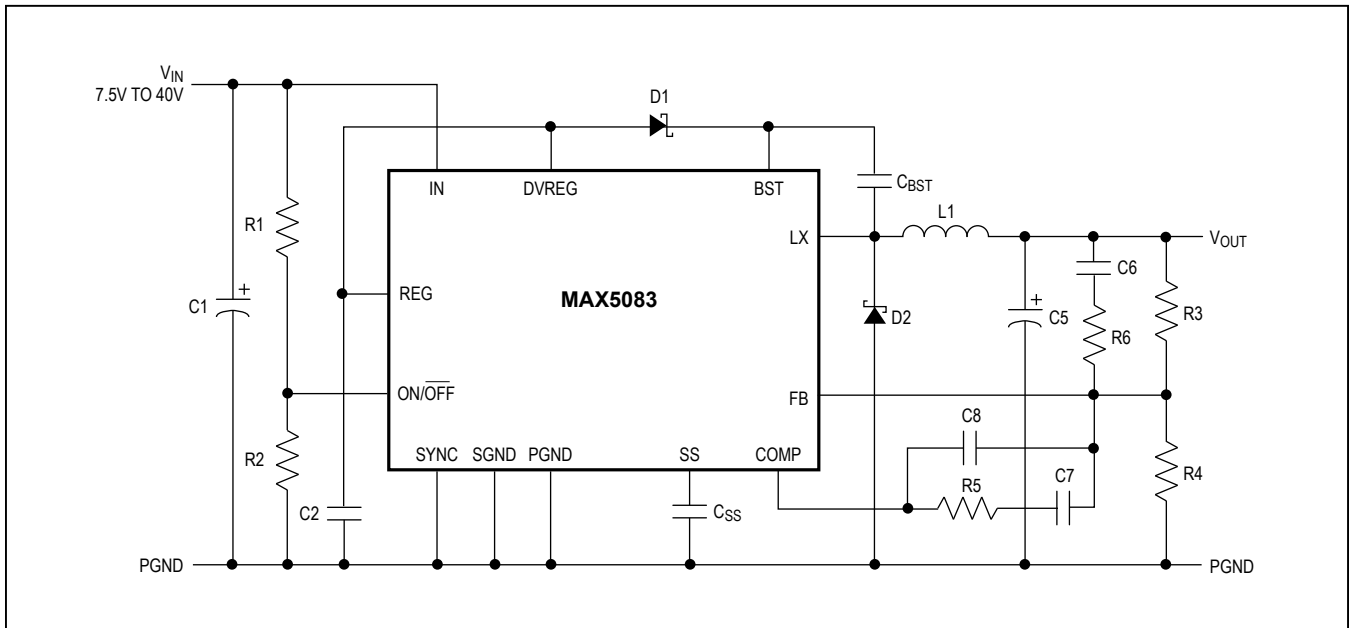 V_IN
7.5V TO 40V
D1
IN
DVREG
BST
C_BST
L1
R1
LX
V_OUT
C6
C1
+
REG
MAX5083
D2
+
C5
R6
R3
ON/O̅F̅F̅
FB
C8
R2
SYNC
SGND
PGND
SS
COMP
R5
C7
R4
C2
C_SS
PGND
PGND